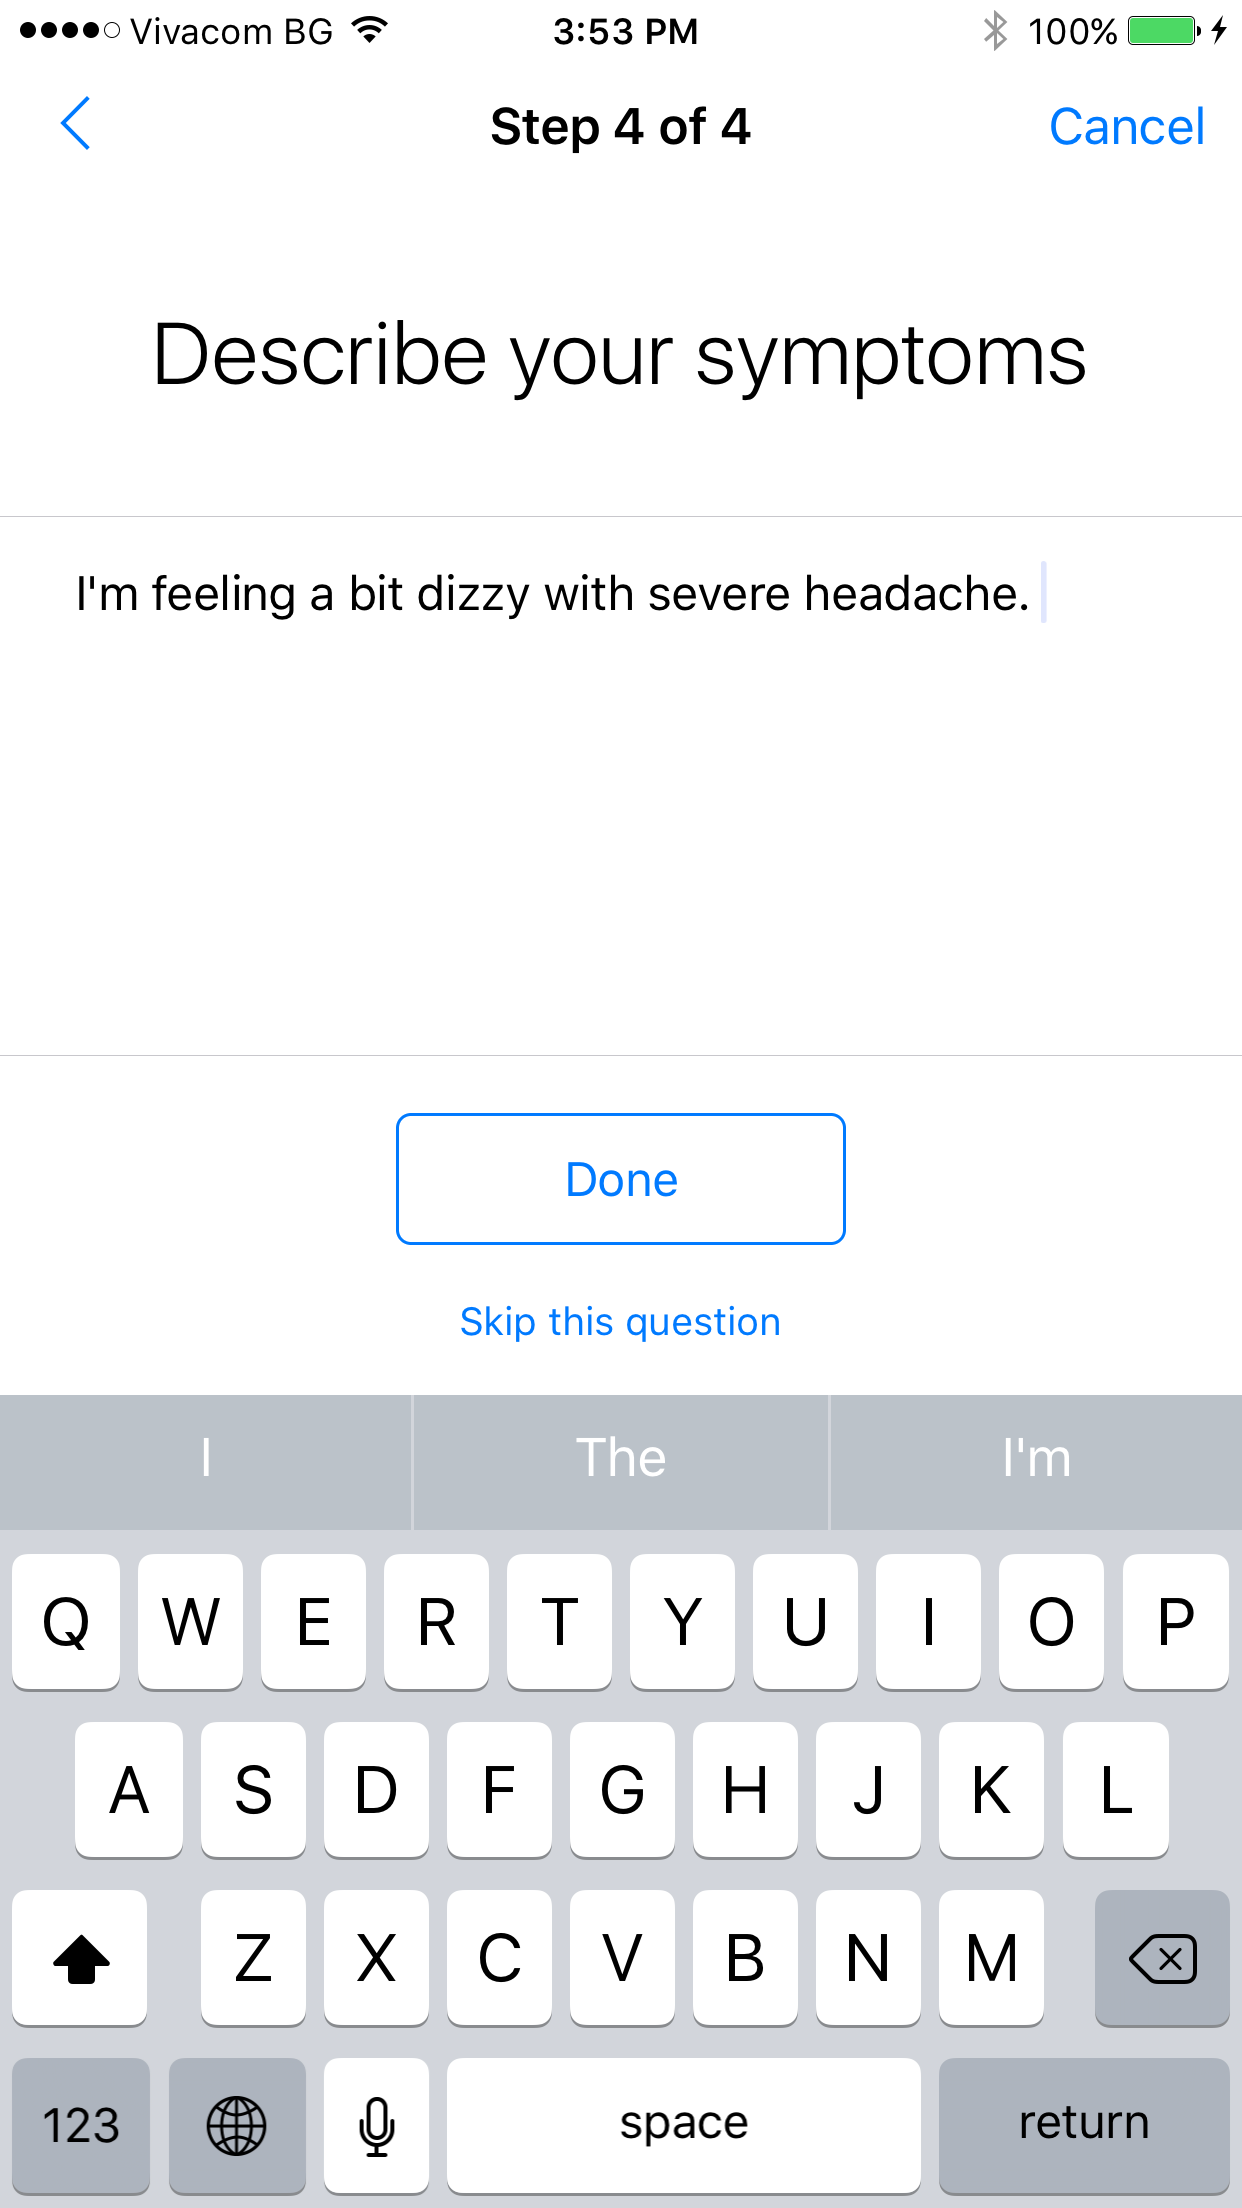 Vivacom BG 3:53 PM 100%
Step 4 of 4 Cancel
Describe your symptoms
I'm feeling a bit dizzy with severe headache.
Done
Skip this question
I The I'm
Q W E R T Y U I O P
A S D F G H J K L
Z X C V B N M
123 space return